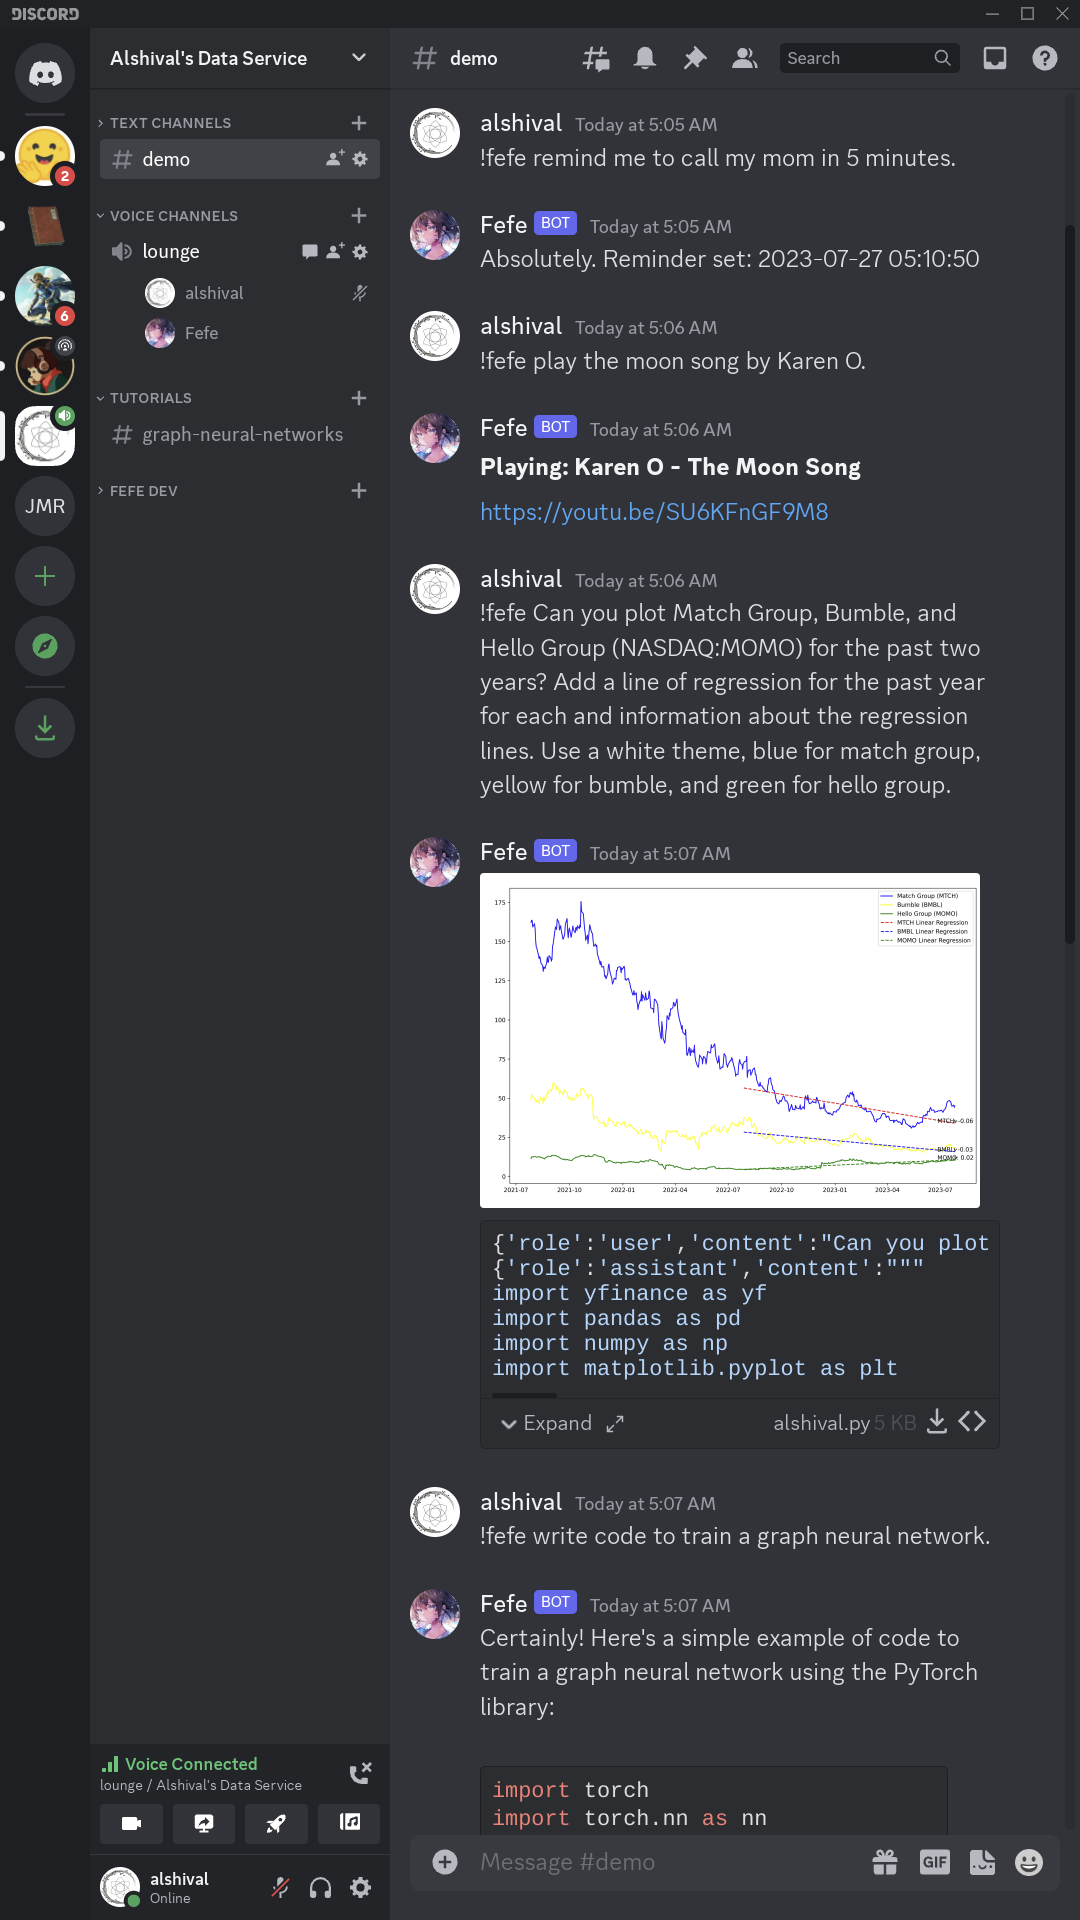 DISCORD
Alshival's Data Service
# demo
Search
TEXT CHANNELS
# demo
VOICE CHANNELS
lounge
alshival
Fefe
TUTORIALS
# graph-neural-networks
FEFE DEV
2
6
JMR
alshival Today at 5:05 AM
!fefe remind me to call my mom in 5 minutes.
Fefe BOT Today at 5:05 AM
Absolutely. Reminder set: 2023-07-27 05:10:50
alshival Today at 5:06 AM
!fefe play the moon song by Karen O.
Fefe BOT Today at 5:06 AM
Playing: Karen O - The Moon Song
https://youtu.be/SU6KFnGF9M8
alshival Today at 5:06 AM
!fefe Can you plot Match Group, Bumble, and
Hello Group (NASDAQ:MOMO) for the past two
years? Add a line of regression for the past year
for each and information about the regression
lines. Use a white theme, blue for match group,
yellow for bumble, and green for hello group.
Fefe BOT Today at 5:07 AM
Match Group (MTCH)
Bumble (BMBL)
Hello Group (MOMO)
MTCH Linear Regression
BMBL Linear Regression
MOMO Linear Regression
175
150
125
100
75
50
25
0
MTCH: -0.06
BMBL: -0.03
MOMO: 0.02
2021-07 2021-10 2022-01 2022-04 2022-07 2022-10 2023-01 2023-04 2023-07
{'role':'user','content':"Can you plot
{'role':'assistant','content':"""
import yfinance as yf
import pandas as pd
import numpy as np
import matplotlib.pyplot as plt
Expand
alshival.py 5 KB
alshival Today at 5:07 AM
!fefe write code to train a graph neural network.
Fefe BOT Today at 5:07 AM
Certainly! Here's a simple example of code to
train a graph neural network using the PyTorch
library:
import torch
import torch.nn as nn
Voice Connected
lounge / Alshival's Data Service
alshival
Online
Message #demo
GIF